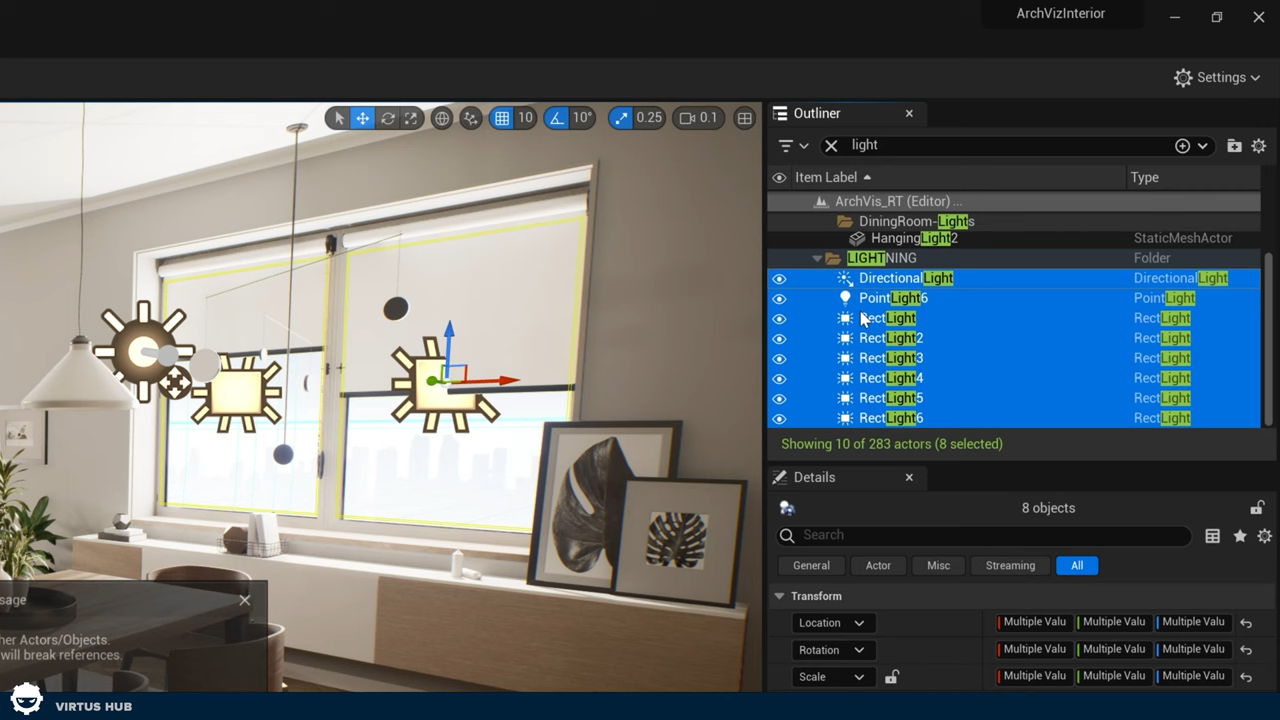 ArchVizInterior
Settings
10
10°
0.25
0.1
Outliner
light
Item Label
Type
ArchVis_RT (Editor) ...
DiningRoom-Lights
HangingLight2
StaticMeshActor
LIGHTNING
Folder
DirectionalLight
DirectionalLight
PointLight6
PointLight
RectLight
RectLight
RectLight2
RectLight
RectLight3
RectLight
RectLight4
RectLight
RectLight5
RectLight
RectLight6
RectLight
Showing 10 of 283 actors (8 selected)
Details
8 objects
Search
General
Actor
Misc
Streaming
All
Transform
Location
Multiple Valu
Multiple Valu
Multiple Valu
Rotation
Multiple Valu
Multiple Valu
Multiple Valu
Scale
Multiple Valu
Multiple Valu
Multiple Valu
sage
her Actors/Objects.
will break references.
VIRTUS HUB